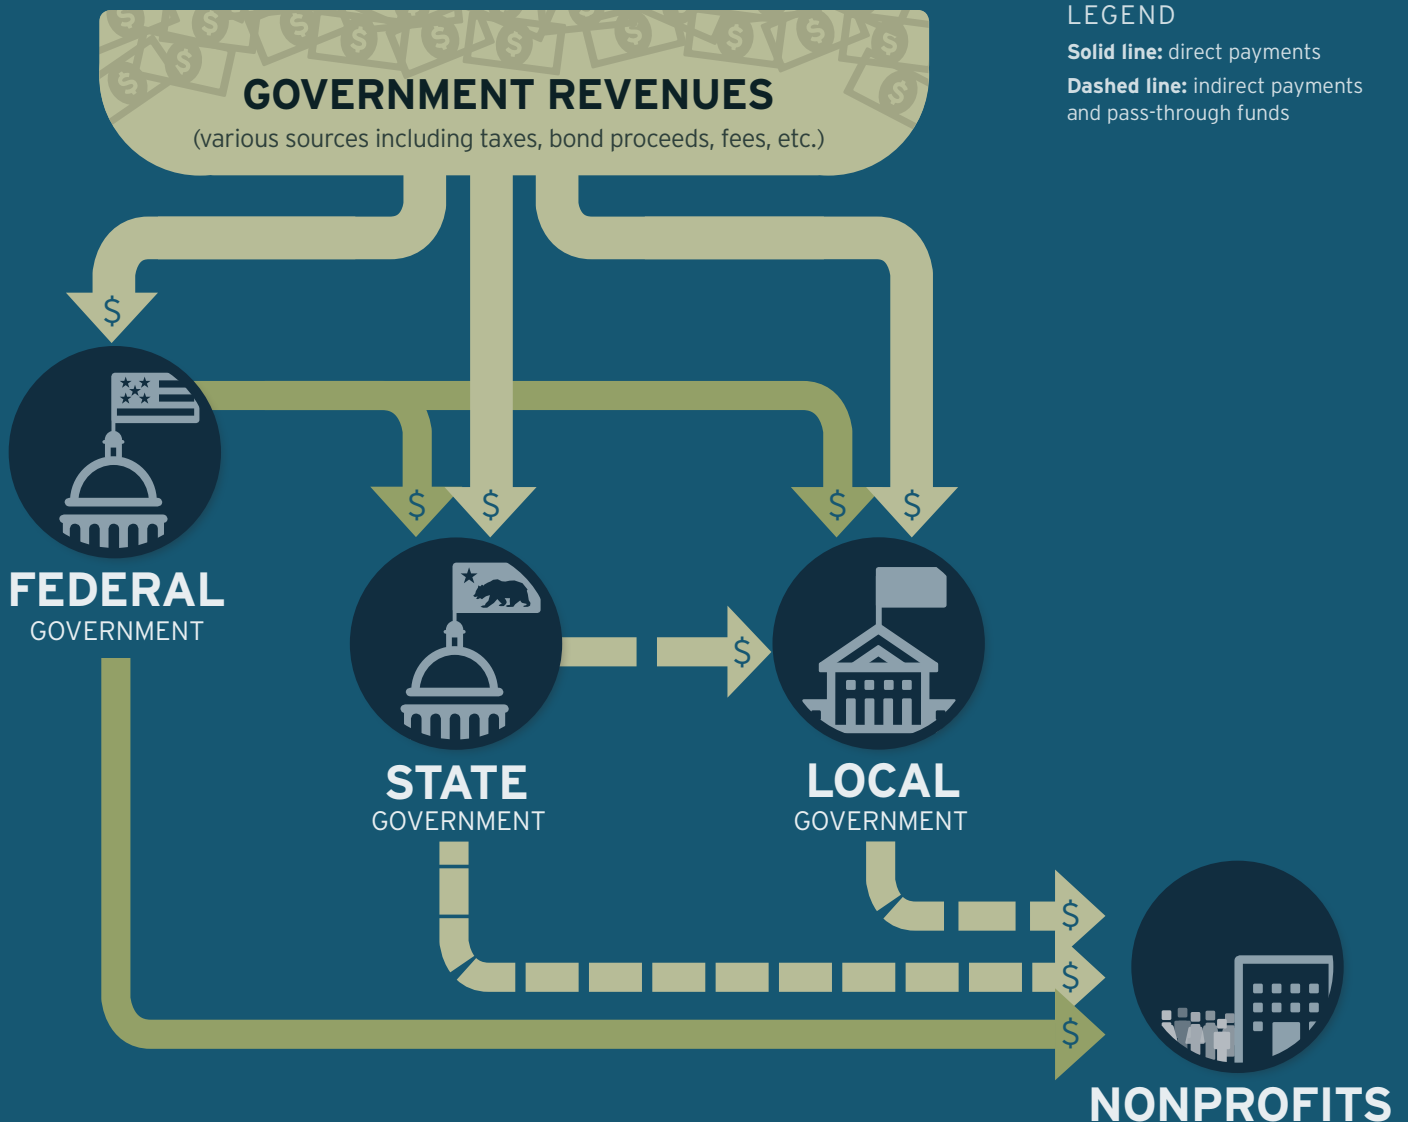 GOVERNMENT REVENUES
(various sources including taxes, bond proceeds, fees, etc.)
LEGEND
Solid line: direct payments
Dashed line: indirect payments
and pass-through funds
$
$
$
$
$
FEDERAL
GOVERNMENT
$
STATE
GOVERNMENT
LOCAL
GOVERNMENT
$
$
$
NONPROFITS